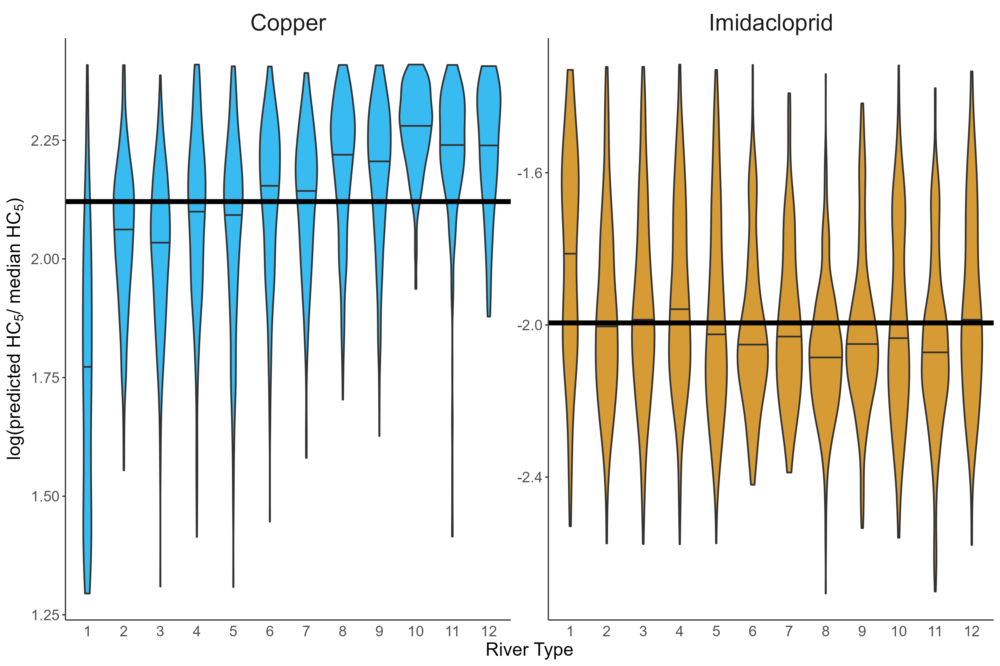 Copper
Imidacloprid
log(predicted HC₅/ median HC₅)
2.25
2.00
1.75
1.50
1.25
-1.6
-2.0
-2.4
1 2 3 4 5 6 7 8 9 10 11 12
1 2 3 4 5 6 7 8 9 10 11 12
River Type